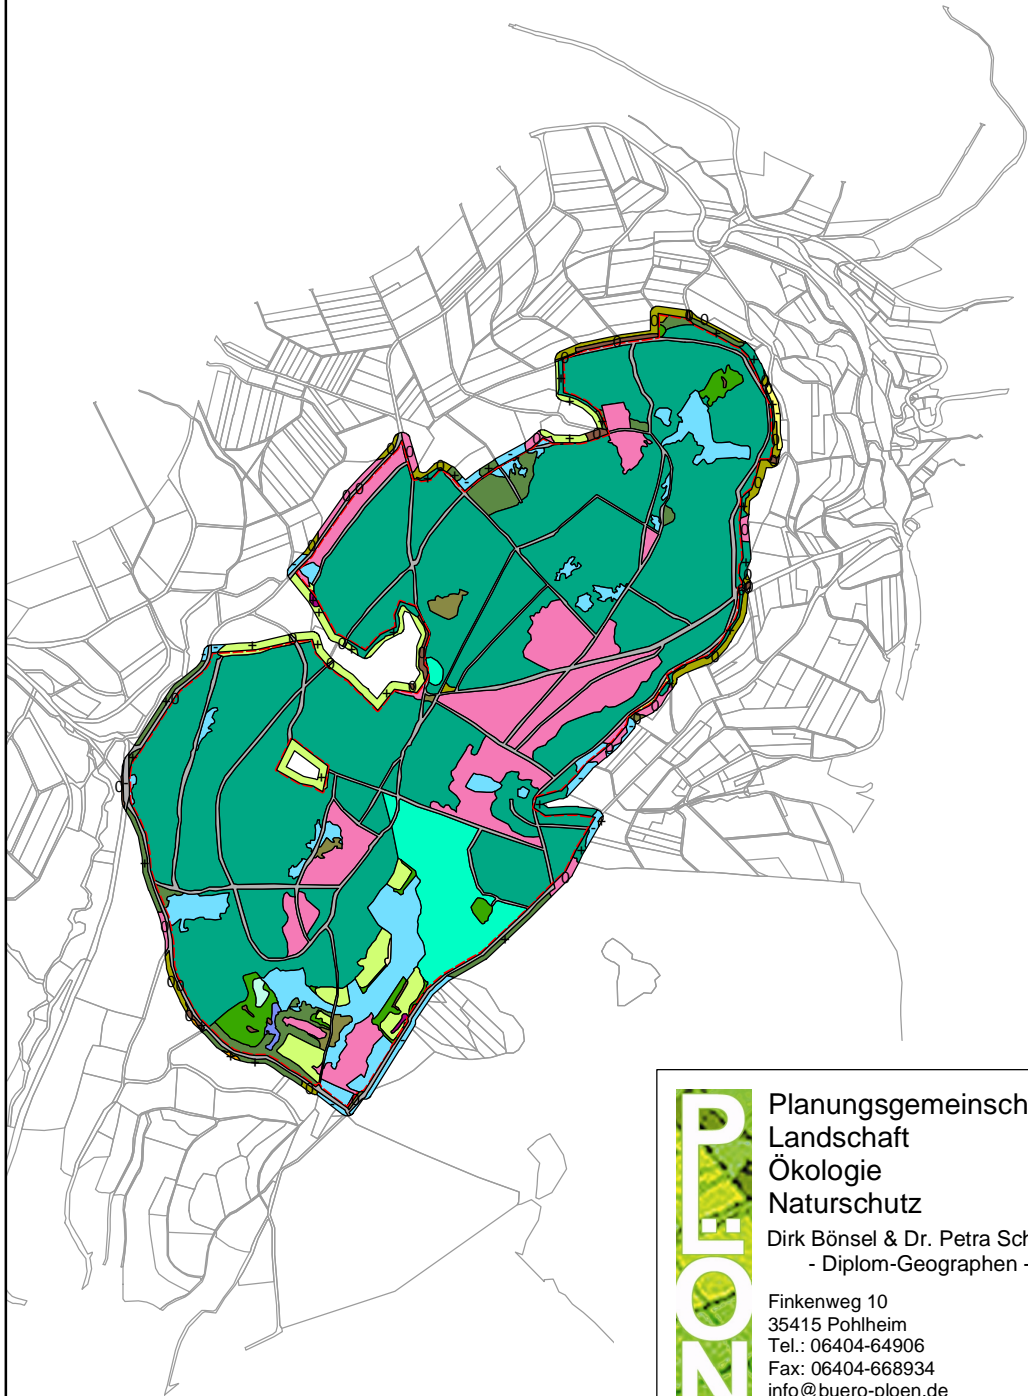 PLÖN
Planungsgemeinsch
Landschaft
Ökologie
Naturschutz
Dirk Bönsel & Dr. Petra Sch
- Diplom-Geographen -
Finkenweg 10
35415 Pohlheim
Tel.: 06404-64906
Fax: 06404-668934
info@buero-ploen.de